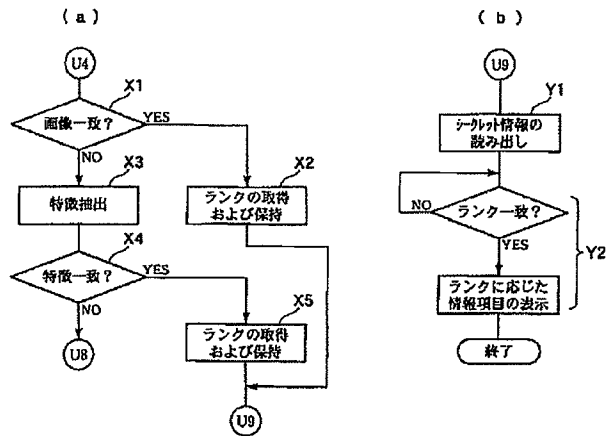 (a)
U4
X1
画像一致？
YES
NO
X3
特徴抽出
X2
ランクの取得
および保持
X4
特徴一致？
YES
NO
X5
ランクの取得
および保持
U8
U9
(b)
U9
Y1
シークレット情報の
読み出し
NO
ランク一致？
YES
Y2
ランクに応じた
情報項目の表示
終了